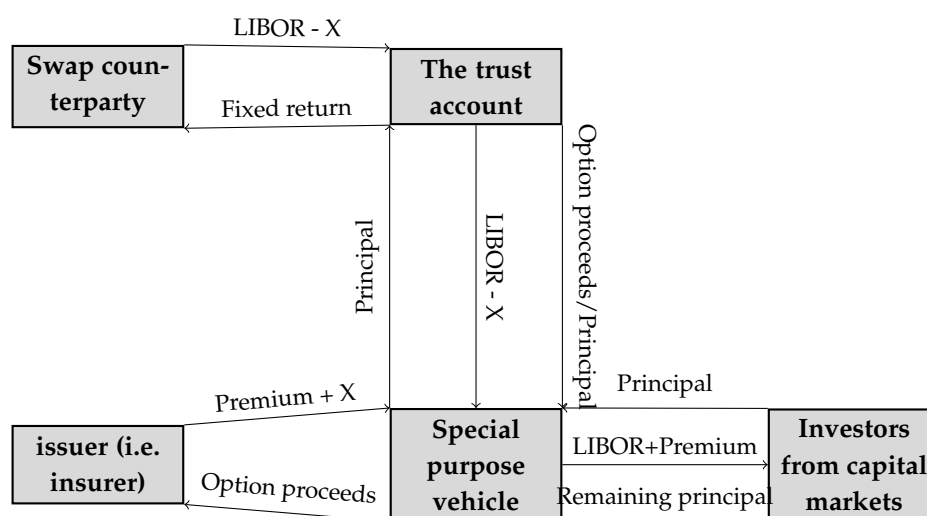 LIBOR - X
Swap coun-
terparty
The trust
account
Fixed return
Principal
LIBOR - X
Option proceeds/Principal
Principal
Premium + X
issuer (i.e.
insurer)
Option proceeds
Special
purpose
vehicle
LIBOR+Premium
Remaining principal
Investors
from capital
markets